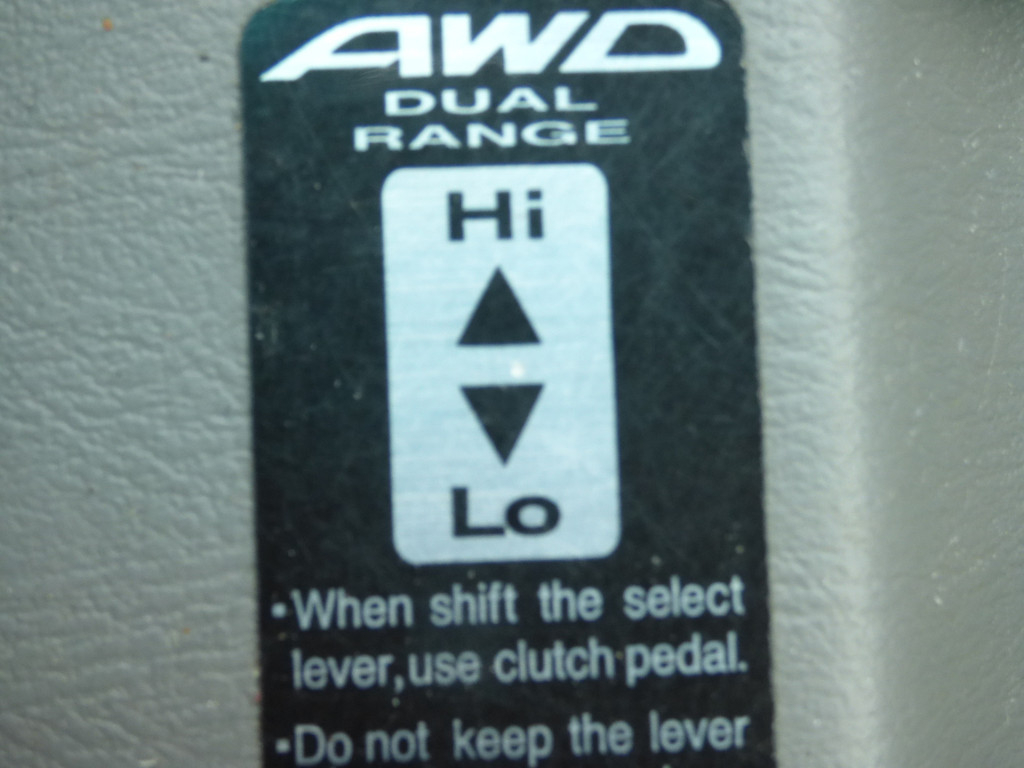 AWD
DUAL
RANGE
Hi
Lo
•When shift the select
lever,use clutch pedal.
•Do not keep the lever